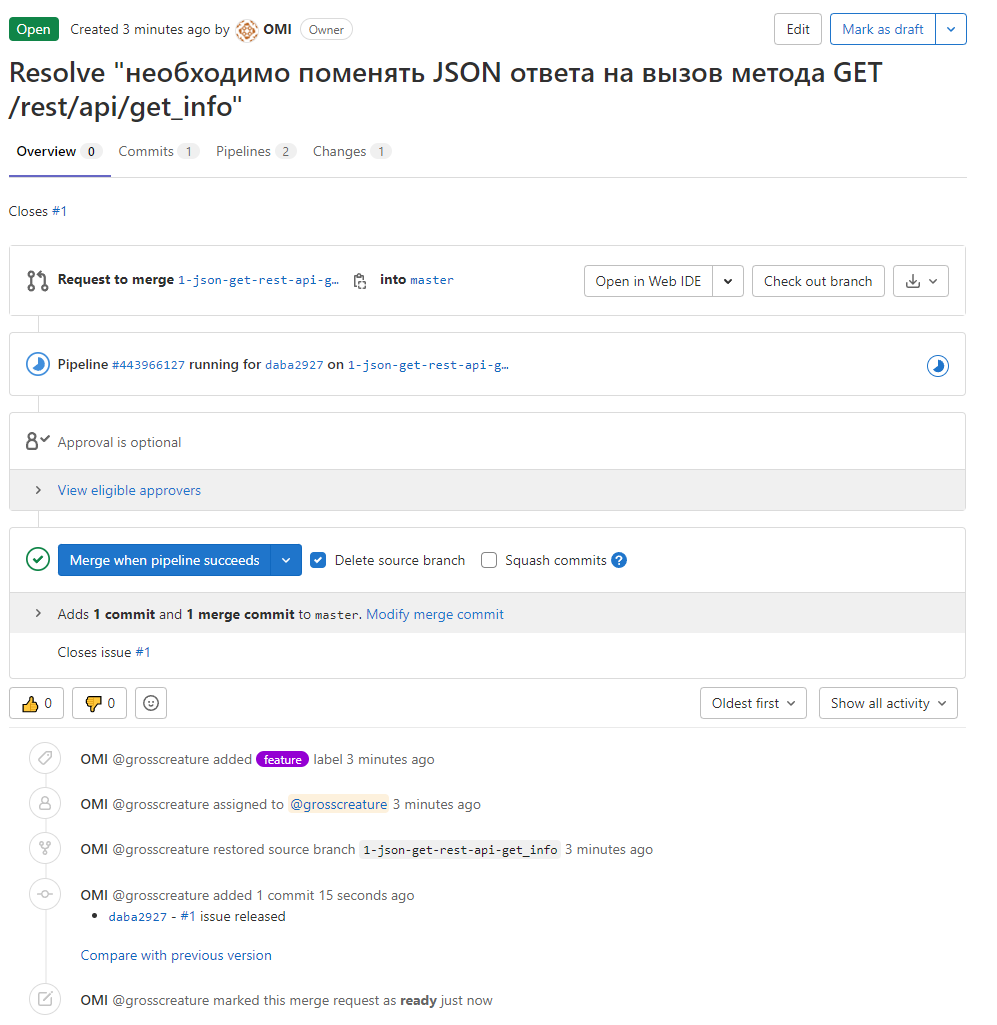 Open Created 3 minutes ago by OMI Owner Edit Mark as draft
Resolve "необходимо поменять JSON ответа на вызов метода GET
/rest/api/get_info"
Overview 0 Commits 1 Pipelines 2 Changes 1
Closes #1
Request to merge 1-json-get-rest-api-g… into master Open in Web IDE Check out branch
Pipeline #443966127 running for daba2927 on 1-json-get-rest-api-g…
Approval is optional
View eligible approvers
Merge when pipeline succeeds Delete source branch Squash commits ?
Adds 1 commit and 1 merge commit to master. Modify merge commit
Closes issue #1
0 0 Oldest first Show all activity
OMI @grosscreature added feature label 3 minutes ago
OMI @grosscreature assigned to @grosscreature 3 minutes ago
OMI @grosscreature restored source branch 1-json-get-rest-api-get_info 3 minutes ago
OMI @grosscreature added 1 commit 15 seconds ago
• daba2927 - #1 issue released
Compare with previous version
OMI @grosscreature marked this merge request as ready just now